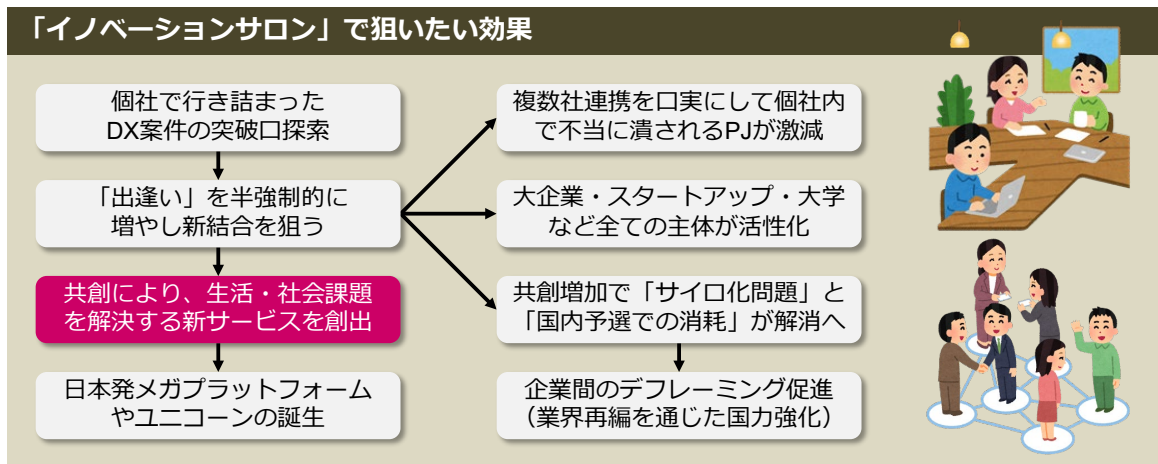 「イノベーションサロン」で狙いたい効果
個社で行き詰まった
DX案件の突破口探索
「出逢い」を半強制的に
増やし新結合を狙う
共創により、生活・社会課題
を解決する新サービスを創出
日本発メガプラットフォーム
やユニコーンの誕生
複数社連携を口実にして個社内
で不当に潰されるPJが激減
大企業・スタートアップ・大学
など全ての主体が活性化
共創増加で「サイロ化問題」と
「国内予選での消耗」が解消へ
企業間のデフレーミング促進
（業界再編を通じた国力強化）